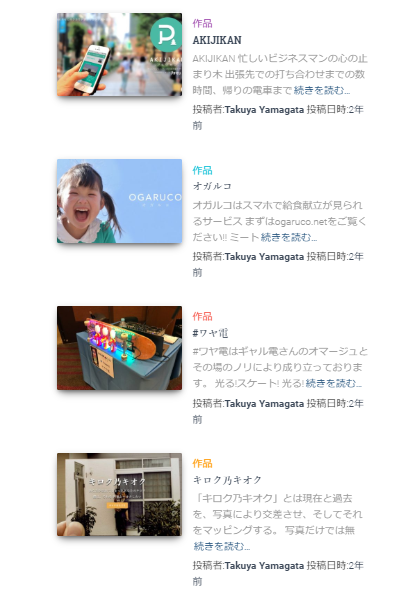 作品
AKIJIKAN
AKIJIKAN 忙しいビジネスマンの心の止
まり木 出張先での打ち合わせまでの数
時間、帰りの電車まで 続きを読む…
投稿者:Takuya Yamagata 投稿日時:2年
前
OGARUCO
作品
オガルコ
オガルコはスマホで給食献立が見られ
るサービス まずはogaruco.netをご覧く
ださい!! ミート 続きを読む…
投稿者:Takuya Yamagata 投稿日時:2年
前
作品
#ワヤ電
#ワヤ電はギャル電さんのオマージュと
その場のノリにより成り立っておりま
す。 光る!スケート! 光る! 続きを読む…
投稿者:Takuya Yamagata 投稿日時:2年
前
キロク乃キオク
作品
キロク乃キオク
「キロク乃キオク」とは現在と過去
を、写真により交差させ、そしてそれ
をマッピングする。 写真だけでは無
続きを読む…
投稿者:Takuya Yamagata 投稿日時:2年
前